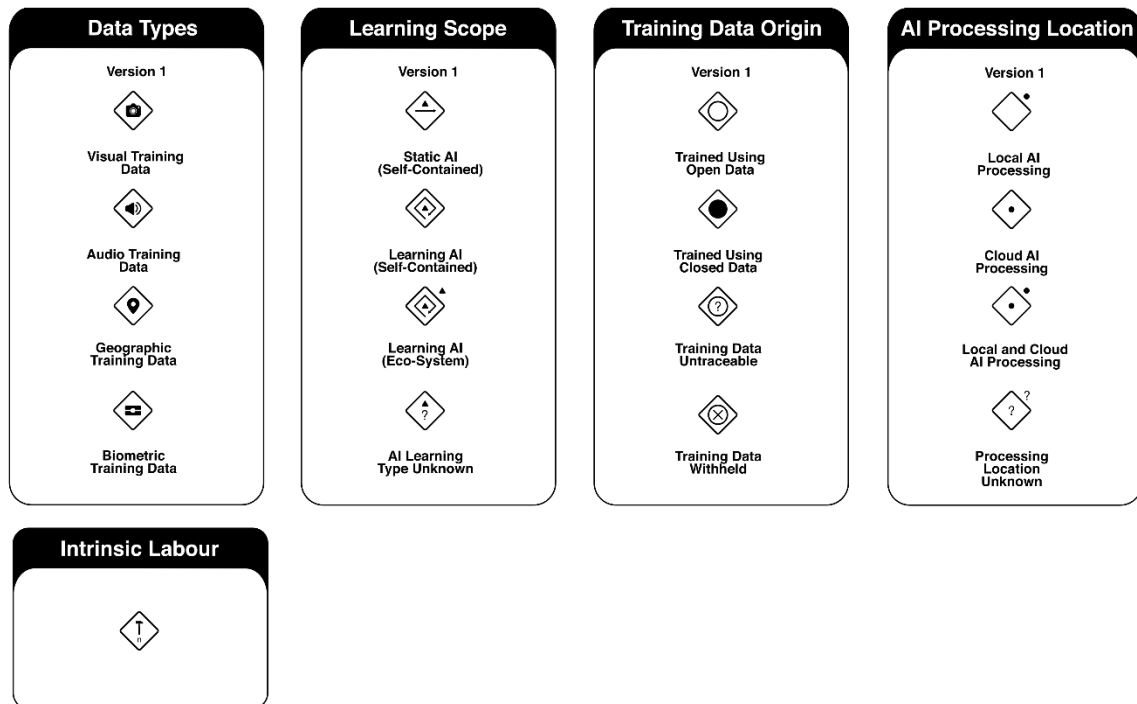 Data Types
Version 1
Visual Training
Data
Audio Training
Data
Geographic
Training Data
Biometric
Training Data
Learning Scope
Version 1
Static AI
(Self-Contained)
Learning AI
(Self-Contained)
Learning AI
(Eco-System)
?
AI Learning
Type Unknown
Training Data Origin
Version 1
Trained Using
Open Data
Trained Using
Closed Data
?
Training Data
Untraceable
Training Data
Withheld
AI Processing Location
Version 1
Local AI
Processing
Cloud AI
Processing
Local and Cloud
AI Processing
? ?
Processing
Location
Unknown
Intrinsic Labour
n